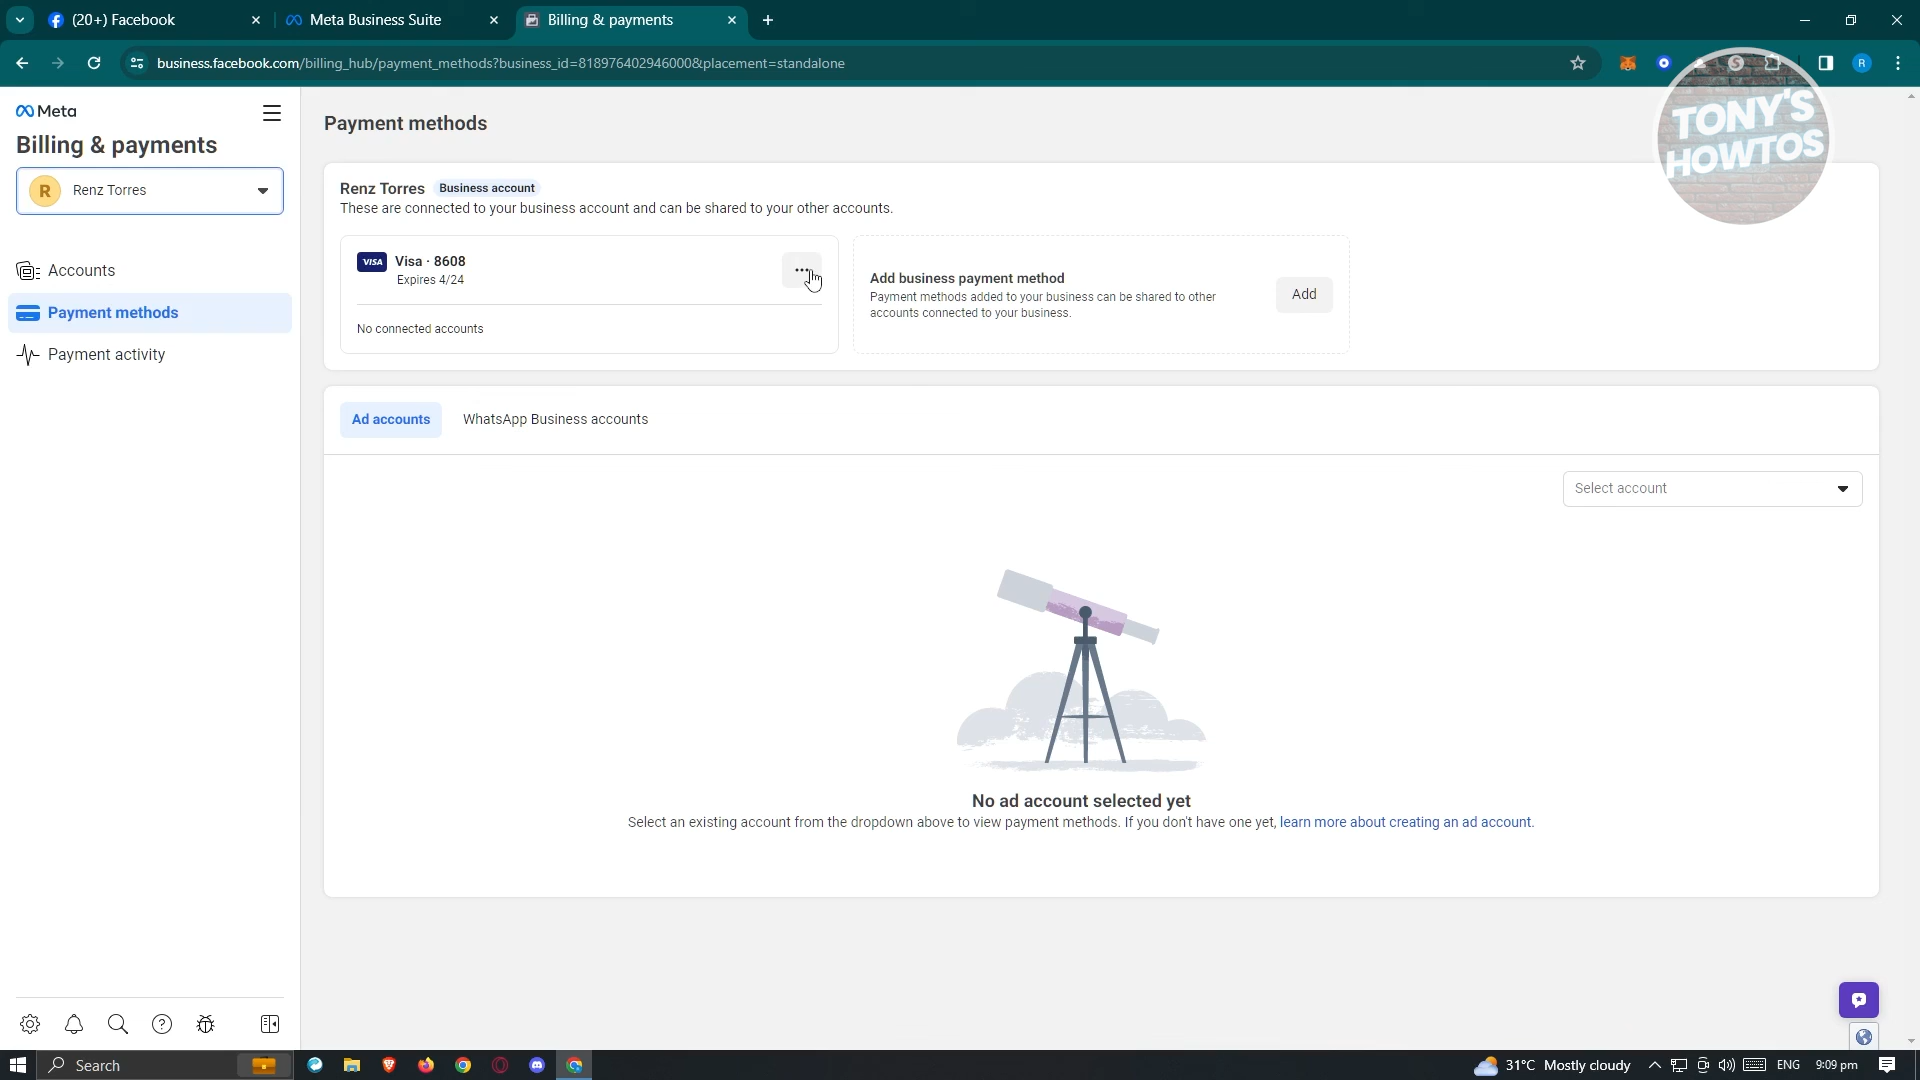 (20+) Facebook
Meta Business Suite
Billing & payments
business.facebook.com/billing_hub/payment_methods?business_id=818976402946000&placement=standalone
R
TONY'S
HOWTOS
Meta
Billing & payments
R Renz Torres
Accounts
Payment methods
Payment activity
Payment methods
Renz Torres Business account
These are connected to your business account and can be shared to your other accounts.
VISA Visa · 8608
Expires 4/24
No connected accounts
Add business payment method
Payment methods added to your business can be shared to other
accounts connected to your business.
Add
Ad accounts WhatsApp Business accounts
Select account
No ad account selected yet
Select an existing account from the dropdown above to view payment methods. If you don't have one yet, learn more about creating an ad account.
Search
31°C Mostly cloudy
ENG
9:09 pm